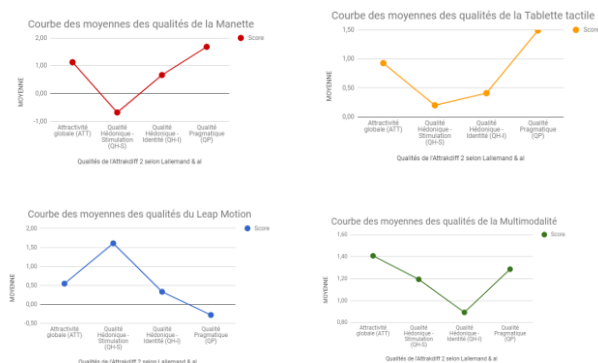 Courbe des moyennes des qualités de la Manette
Score
2,00
1,00
0,00
-1,00
MOYENNE
Attractivité globale (ATT)
Qualité Hédonique - Stimulation (QH-S)
Qualité Hédonique - Identité (QH-I)
Qualité Pragmatique (QP)
Qualités de l'Attrakdiff 2 selon Lallemand & al
Courbe des moyennes des qualités de la Tablette tactile
Score
1,50
1,00
0,50
0,00
MOYENNE
Attractivité globale (ATT)
Qualité Hédonique - Stimulation (QH-S)
Qualité Hédonique - Identité (QH-I)
Qualité Pragmatique (QP)
Qualités de l'Attrakdiff 2 selon Lallemand & al
Courbe des moyennes des qualités du Leap Motion
Score
2,00
1,50
1,00
0,50
0,00
-0,50
MOYENNE
Attractivité globale (ATT)
Qualité Hédonique - Stimulation (QH-S)
Qualité Hédonique - Identité (QH-I)
Qualité Pragmatique (QP)
Qualités de l'Attrakdiff 2 selon Lallemand & al
Courbe des moyennes des qualités de la Multimodalité
Score
1,60
1,40
1,20
1,00
0,80
MOYENNE
Attractivité globale (ATT)
Qualité Hédonique - Stimulation (QH-S)
Qualité Hédonique - Identité (QH-I)
Qualité Pragmatique (QP)
Qualités de l'Attrakdiff 2 selon Lallemand & al